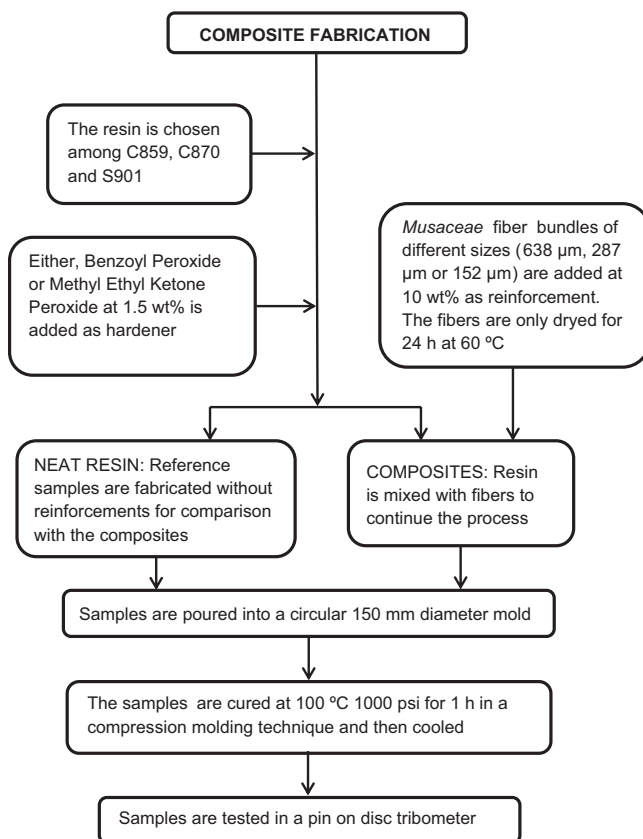 COMPOSITE FABRICATION
The resin is chosen
among C859, C870
and S901
Musaceae fiber bundles of
different sizes (638 µm, 287
µm or 152 µm) are added at
10 wt% as reinforcement.
The fibers are only dryed for
24 h at 60 ºC
Either, Benzoyl Peroxide
or Methyl Ethyl Ketone
Peroxide at 1.5 wt% is
added as hardener
NEAT RESIN: Reference
samples are fabricated without
reinforcements for comparison
with the composites
COMPOSITES: Resin
is mixed with fibers to
continue the process
Samples are poured into a circular 150 mm diameter mold
The samples are cured at 100 ºC 1000 psi for 1 h in a
compression molding technique and then cooled
Samples are tested in a pin on disc tribometer